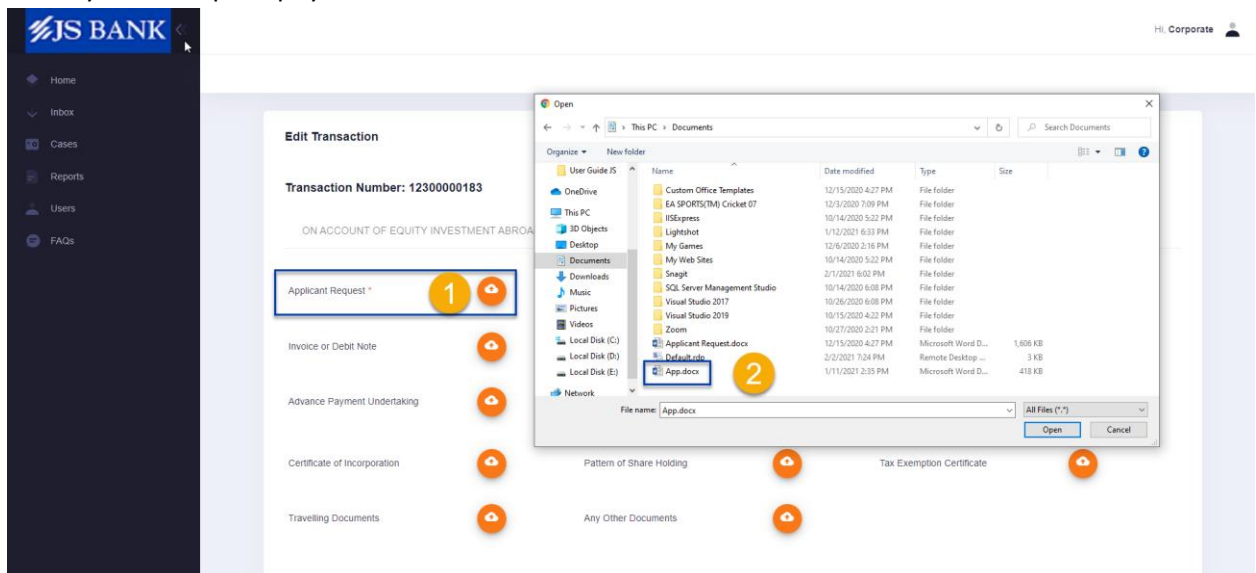 JS BANK
Hi, Corporate
Home
Inbox
Cases
Reports
Users
FAQs
Edit Transaction
Transaction Number: 12300000183
ON ACCOUNT OF EQUITY INVESTMENT ABROA
Applicant Request *
1
Invoice or Debit Note
Advance Payment Undertaking
Certificate of Incorporation
Pattern of Share Holding
Tax Exemption Certificate
Travelling Documents
Any Other Documents
Open
This PC › Documents
Search Documents
Organize
New folder
User Guide JS
OneDrive
This PC
3D Objects
Desktop
Documents
Downloads
Music
Pictures
Videos
Local Disk (C:)
Local Disk (D:)
Local Disk (E:)
Network
Name Date modified Type Size
Custom Office Templates 12/15/2020 4:27 PM File folder
EA SPORTS(TM) Cricket 07 12/3/2020 7:09 PM File folder
IISExpress 10/14/2020 5:22 PM File folder
Lightshot 1/12/2021 6:33 PM File folder
My Games 12/6/2020 2:16 PM File folder
My Web Sites 10/14/2020 5:22 PM File folder
Snagit 2/1/2021 6:02 PM File folder
SQL Server Management Studio 10/14/2020 6:08 PM File folder
Visual Studio 2017 10/26/2020 6:08 PM File folder
Visual Studio 2019 10/15/2020 4:22 PM File folder
Zoom 10/27/2020 2:21 PM File folder
Applicant Request.docx 12/15/2020 4:27 PM Microsoft Word D... 1,606 KB
Default.rdp 2/2/2021 7:24 PM Remote Desktop ... 3 KB
App.docx 1/11/2021 2:35 PM Microsoft Word D... 418 KB
2
File name: App.docx
All Files (*.*)
Open
Cancel